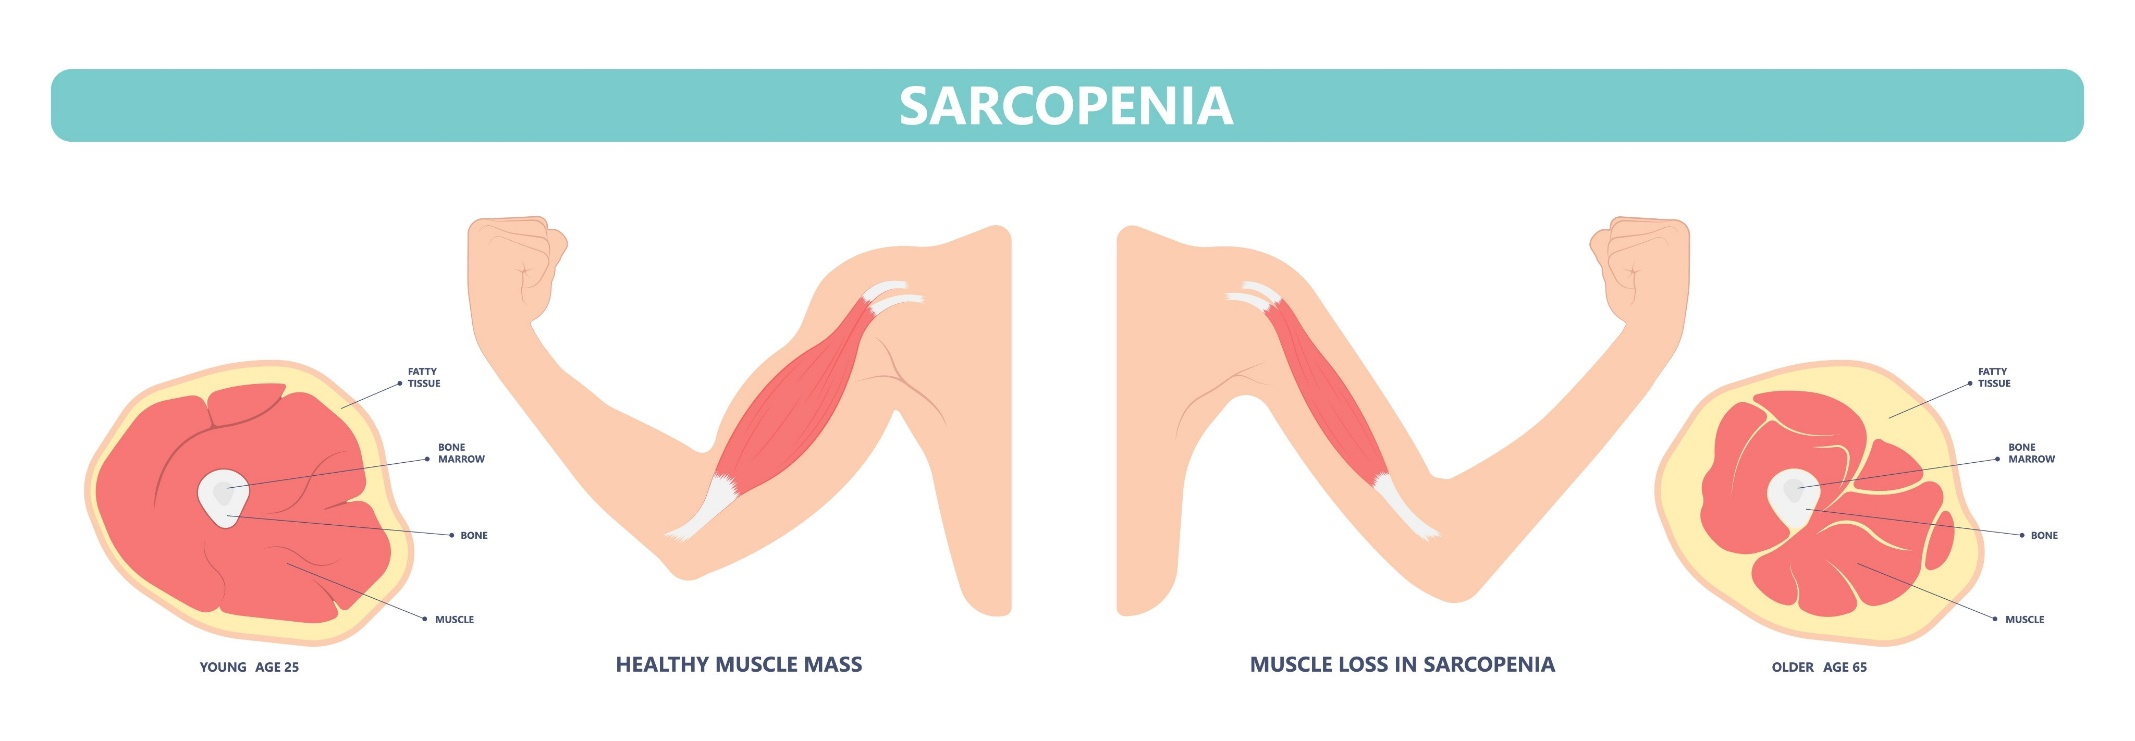 SARCOPENIA
FATTY
TISSUE
BONE
MARROW
BONE
MUSCLE
YOUNG AGE 25
HEALTHY MUSCLE MASS
MUSCLE LOSS IN SARCOPENIA
FATTY
TISSUE
BONE
MARROW
BONE
MUSCLE
OLDER AGE 65